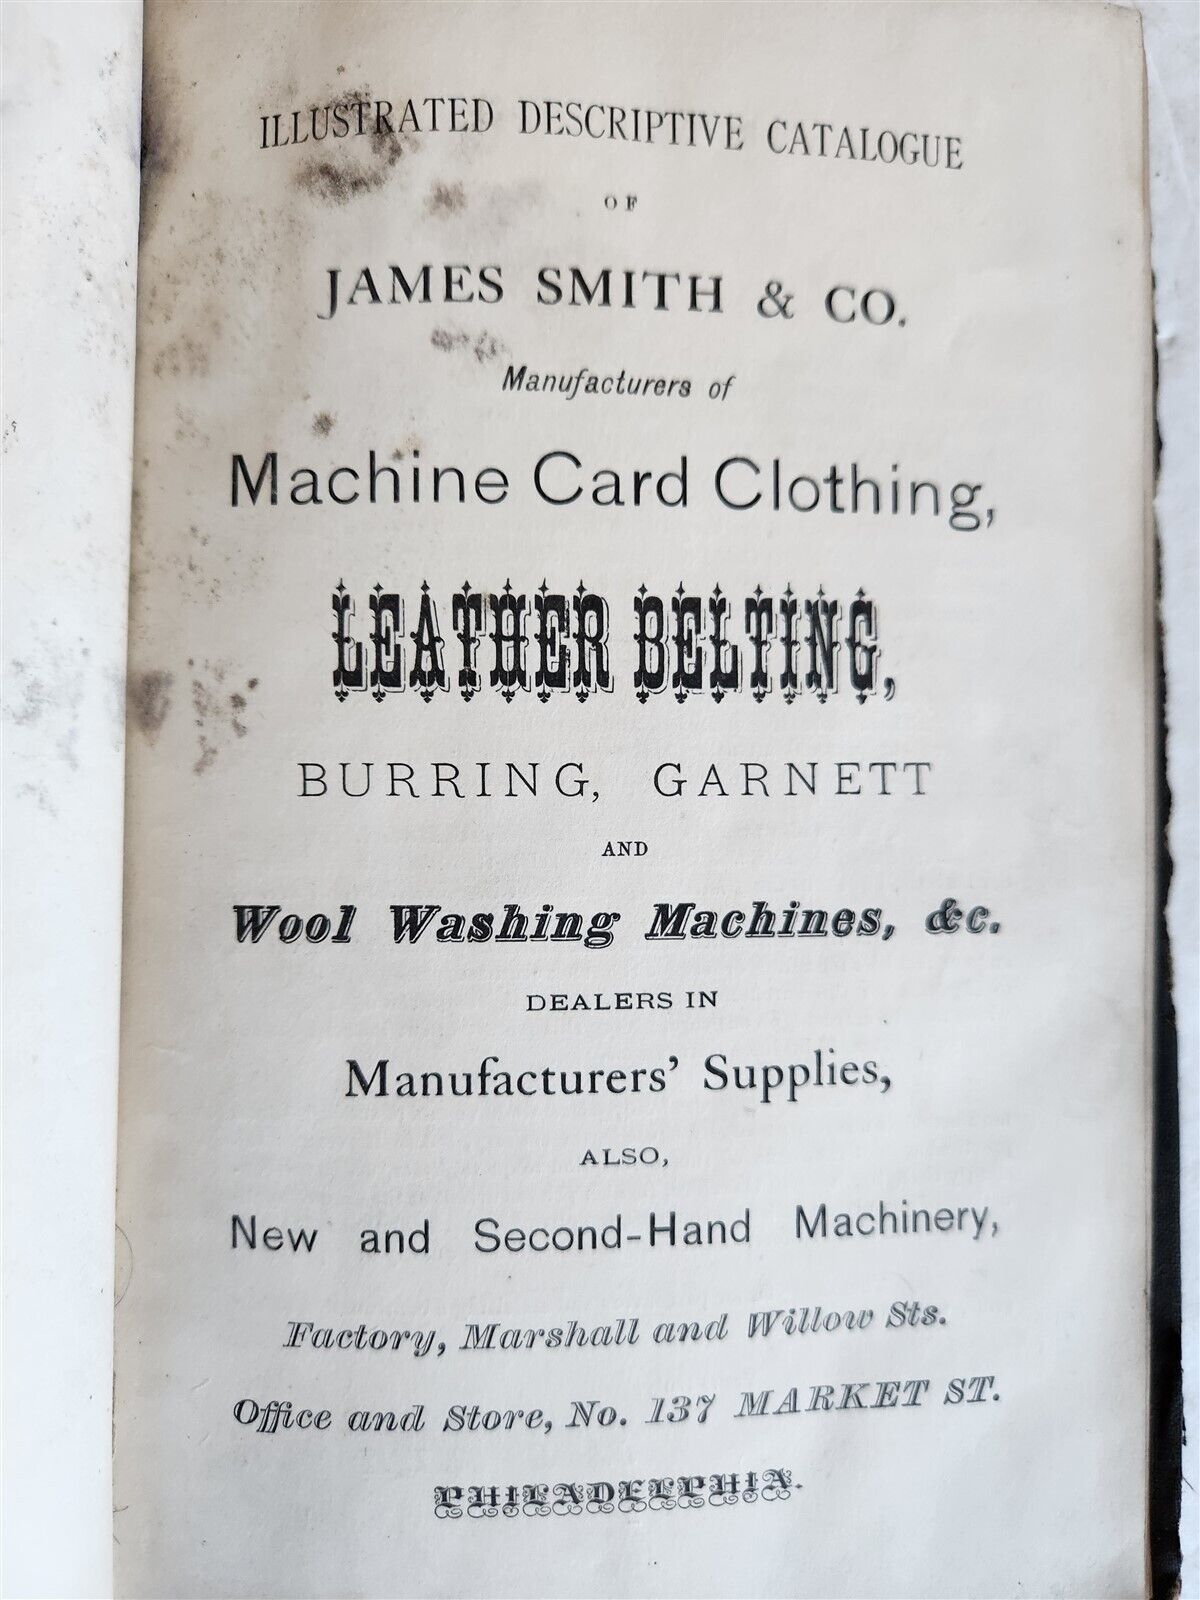 ILLUSTRATED DESCRIPTIVE CATALOGUE
OF
JAMES SMITH & CO.
Manufacturers of
Machine Card Clothing,
LEATHER BELTING,
BURRING, GARNETT
AND
Wool Washing Machines, &c.
DEALERS IN
Manufacturers' Supplies,
ALSO,
New and Second-Hand Machinery,
Factory, Marshall and Willow Sts.
Office and Store, No. 137 MARKET ST.
PHILADELPHIA.